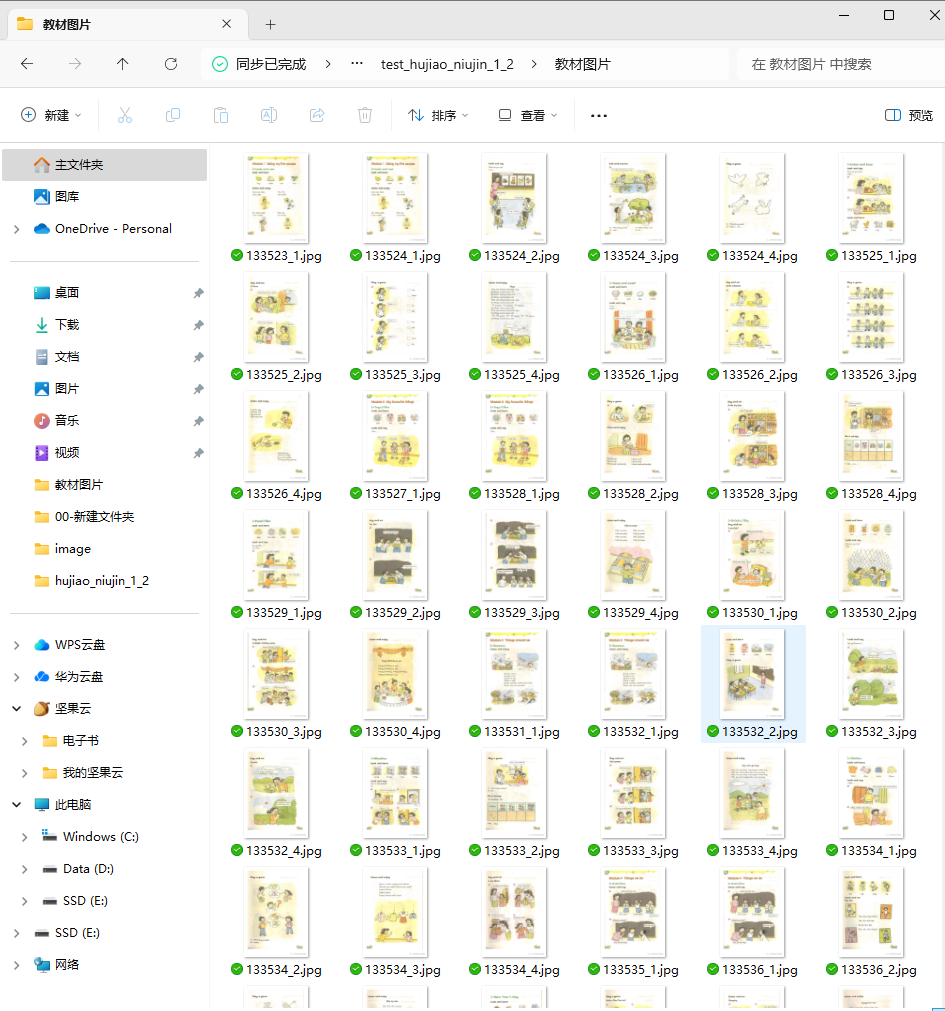 教材图片
同步已完成
test_hujiao_niujin_1_2
教材图片
在 教材图片 中搜索
新建
排序
查看
预览
主文件夹
图库
OneDrive - Personal
桌面
下载
文档
图片
音乐
视频
教材图片
00-新建文件夹
image
hujiao_niujin_1_2
WPS云盘
华为云盘
坚果云
电子书
我的坚果云
此电脑
Windows (C:)
Data (D:)
SSD (E:)
SSD (E:)
网络
133523_1.jpg 133524_1.jpg 133524_2.jpg 133524_3.jpg 133524_4.jpg 133525_1.jpg
133525_2.jpg 133525_3.jpg 133525_4.jpg 133526_1.jpg 133526_2.jpg 133526_3.jpg
133526_4.jpg 133527_1.jpg 133528_1.jpg 133528_2.jpg 133528_3.jpg 133528_4.jpg
133529_1.jpg 133529_2.jpg 133529_3.jpg 133529_4.jpg 133530_1.jpg 133530_2.jpg
133530_3.jpg 133530_4.jpg 133531_1.jpg 133532_1.jpg 133532_2.jpg 133532_3.jpg
133532_4.jpg 133533_1.jpg 133533_2.jpg 133533_3.jpg 133533_4.jpg 133534_1.jpg
133534_2.jpg 133534_3.jpg 133534_4.jpg 133535_1.jpg 133536_1.jpg 133536_2.jpg